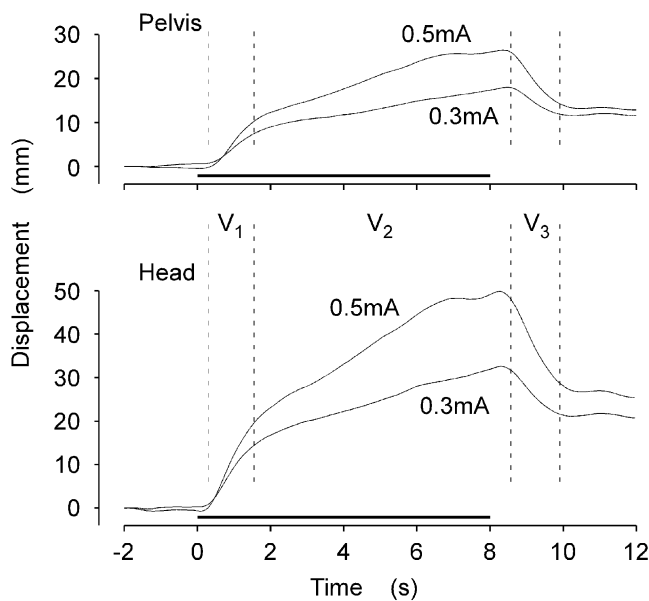 Pelvis
30
20
10
0
0.5mA
0.3mA
Displacement (mm)
V₁ V₂ V₃
Head
50
40
30
20
10
0
0.5mA
0.3mA
-2 0 2 4 6 8 10 12
Time (s)